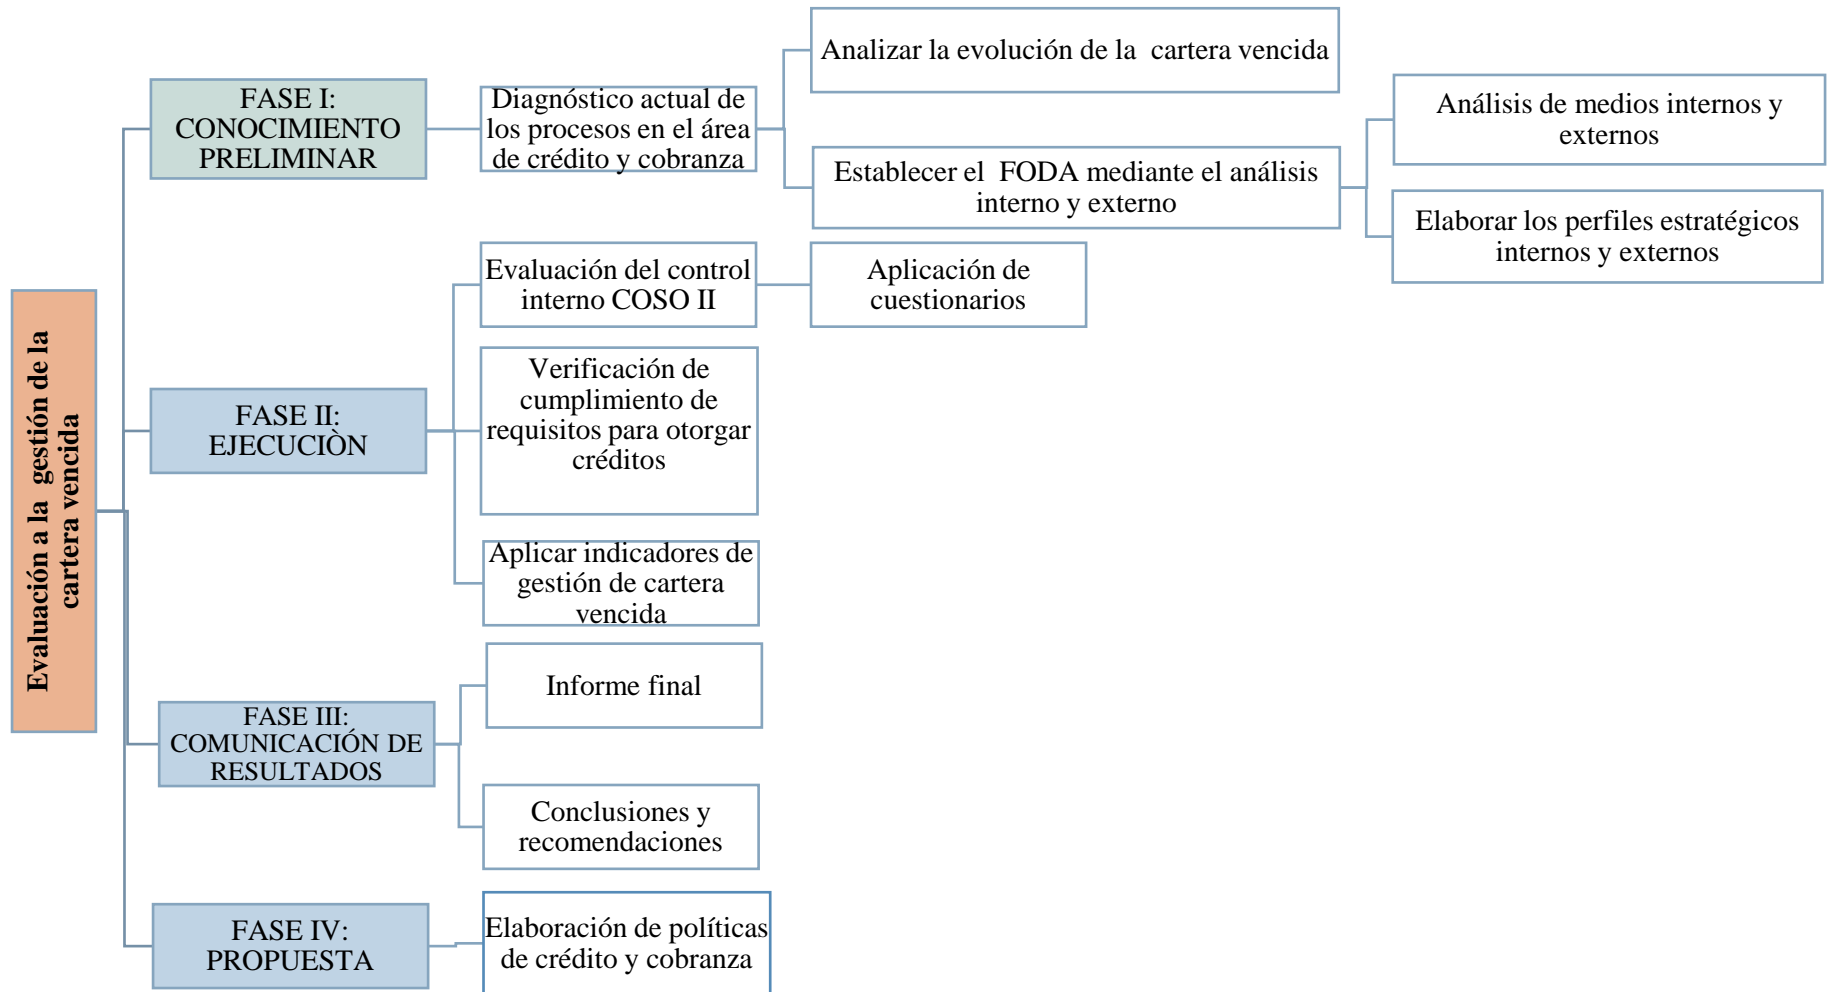 Evaluación a la gestión de la
cartera vencida
FASE I:
CONOCIMIENTO
PRELIMINAR
Diagnóstico actual de
los procesos en el área
de crédito y cobranza
Analizar la evolución de la cartera vencida
Establecer el FODA mediante el análisis
interno y externo
Análisis de medios internos y
externos
Elaborar los perfiles estratégicos
internos y externos
FASE II:
EJECUCIÒN
Evaluación del control
interno COSO II
Aplicación de
cuestionarios
Verificación de
cumplimiento de
requisitos para otorgar
créditos
Aplicar indicadores de
gestión de cartera
vencida
FASE III:
COMUNICACIÓN DE
RESULTADOS
Informe final
Conclusiones y
recomendaciones
FASE IV:
PROPUESTA
Elaboración de políticas
de crédito y cobranza